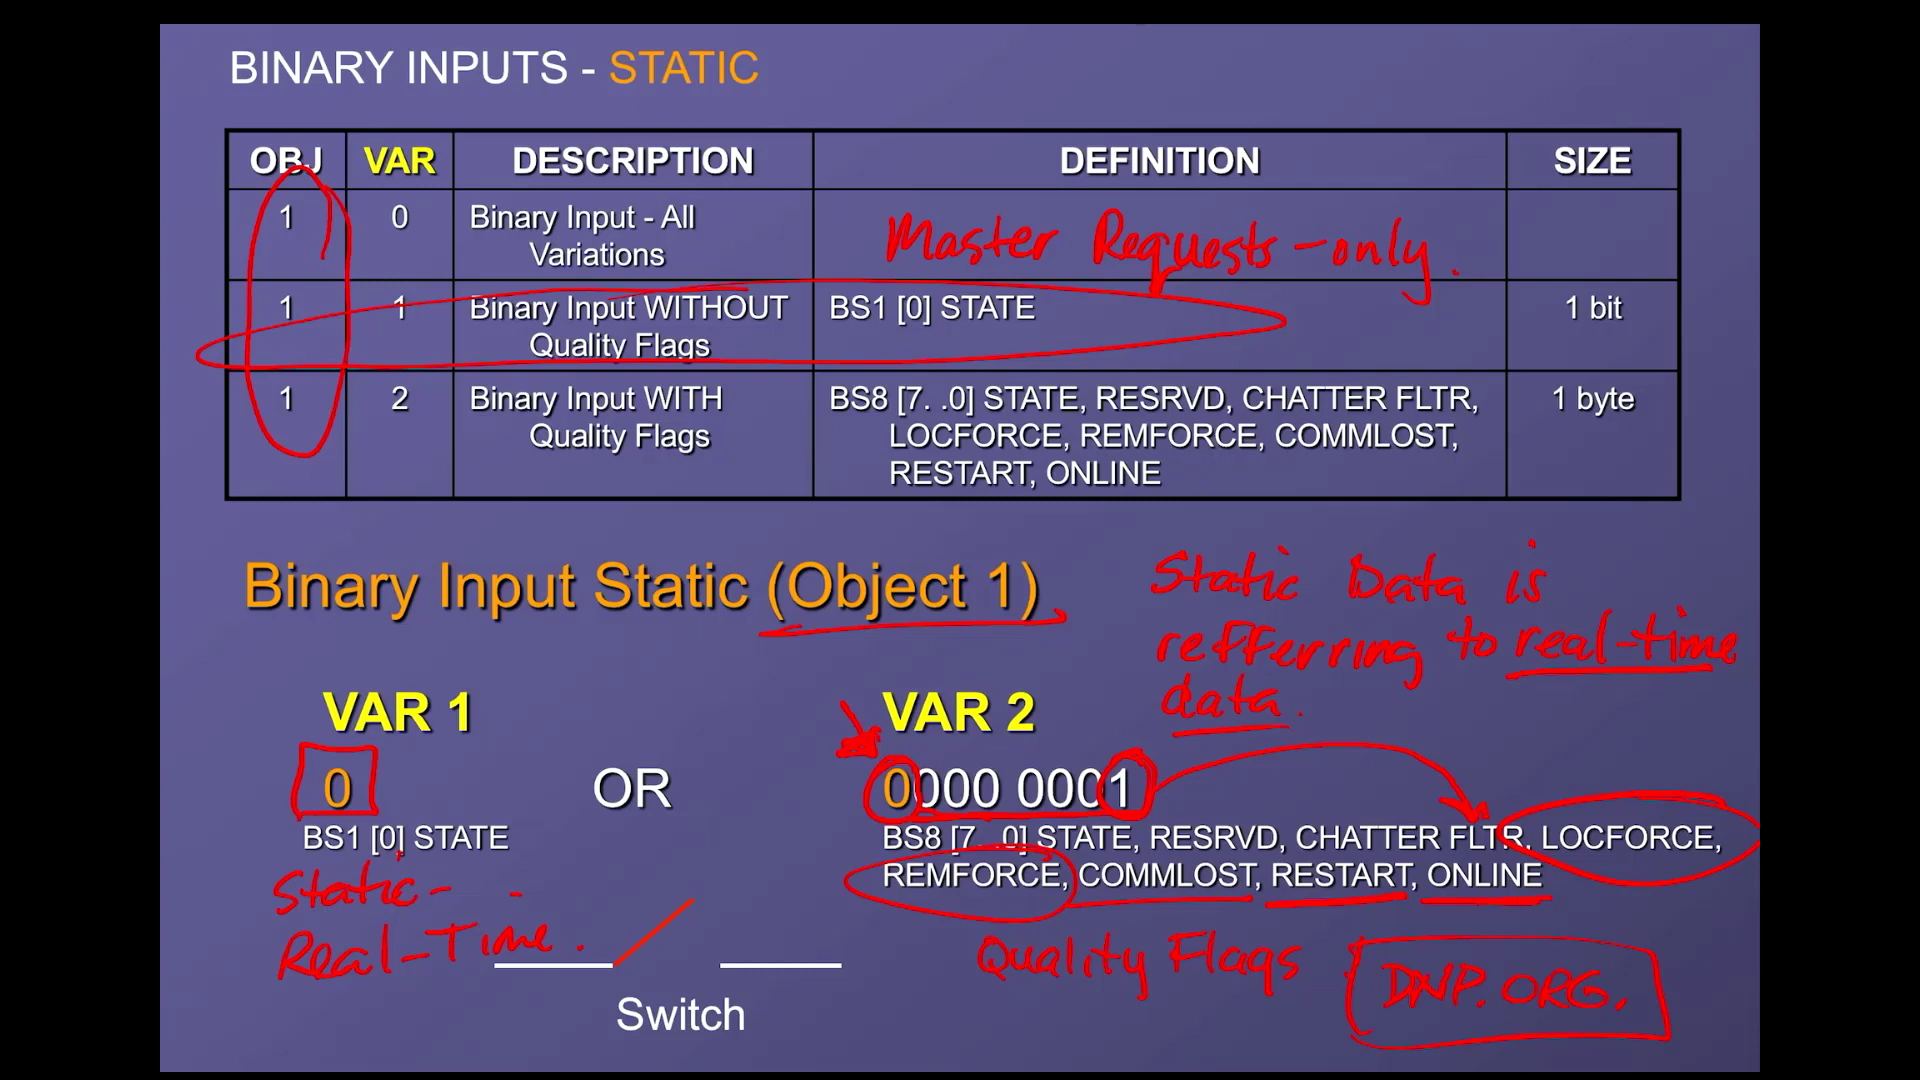 BINARY INPUTS - STATIC
OBJ VAR DESCRIPTION DEFINITION SIZE
1 0 Binary Input - All
Variations
Master Requests - only.
1 1 Binary Input WITHOUT BS1 [0] STATE 1 bit
Quality Flags
1 2 Binary Input WITH BS8 [7. .0] STATE, RESRVD, CHATTER FLTR, 1 byte
Quality Flags LOCFORCE, REMFORCE, COMMLOST,
RESTART, ONLINE
Binary Input Static (Object 1)
Static Data is
refferring to real-time
data.
VAR 1 VAR 2
0 OR 0000 0001
BS1 [0] STATE BS8 [7. .0] STATE, RESRVD, CHATTER FLTR, LOCFORCE,
REMFORCE, COMMLOST, RESTART, ONLINE
Static-
Real-Time.
Quality Flags
DNP.ORG.
Switch